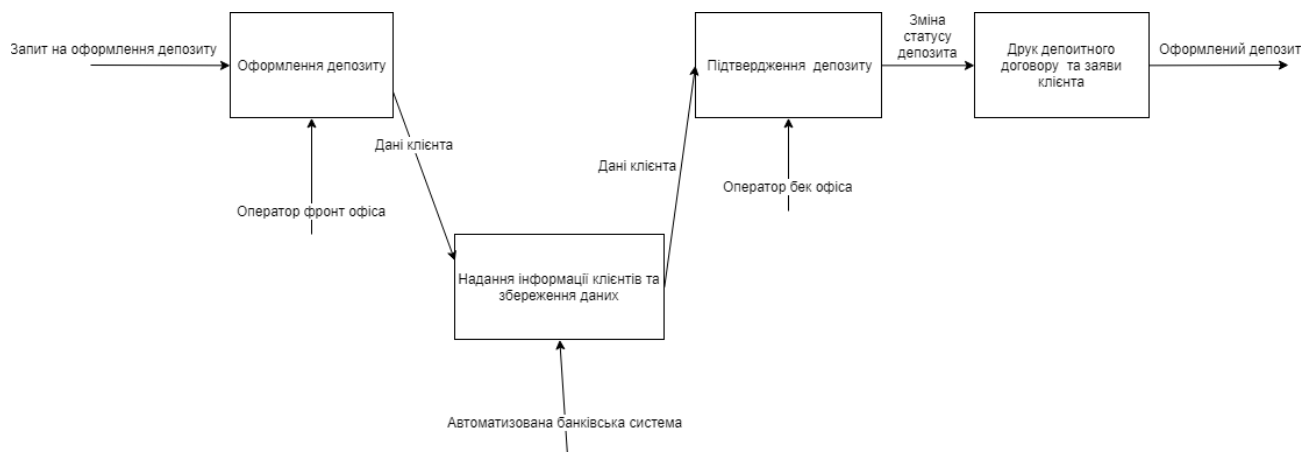 Запит на оформлення депозиту
Оформлення депозиту
Дані клієнта
Оператор фронт офіса
Надання інформації клієнтів та
збереження даних
Автоматизована банківська система
Дані клієнта
Підтвердження депозиту
Оператор бек офіса
Зміна
статусу
депозита
Друк депоитного
договору та заяви
клієнта
Оформлений депозит